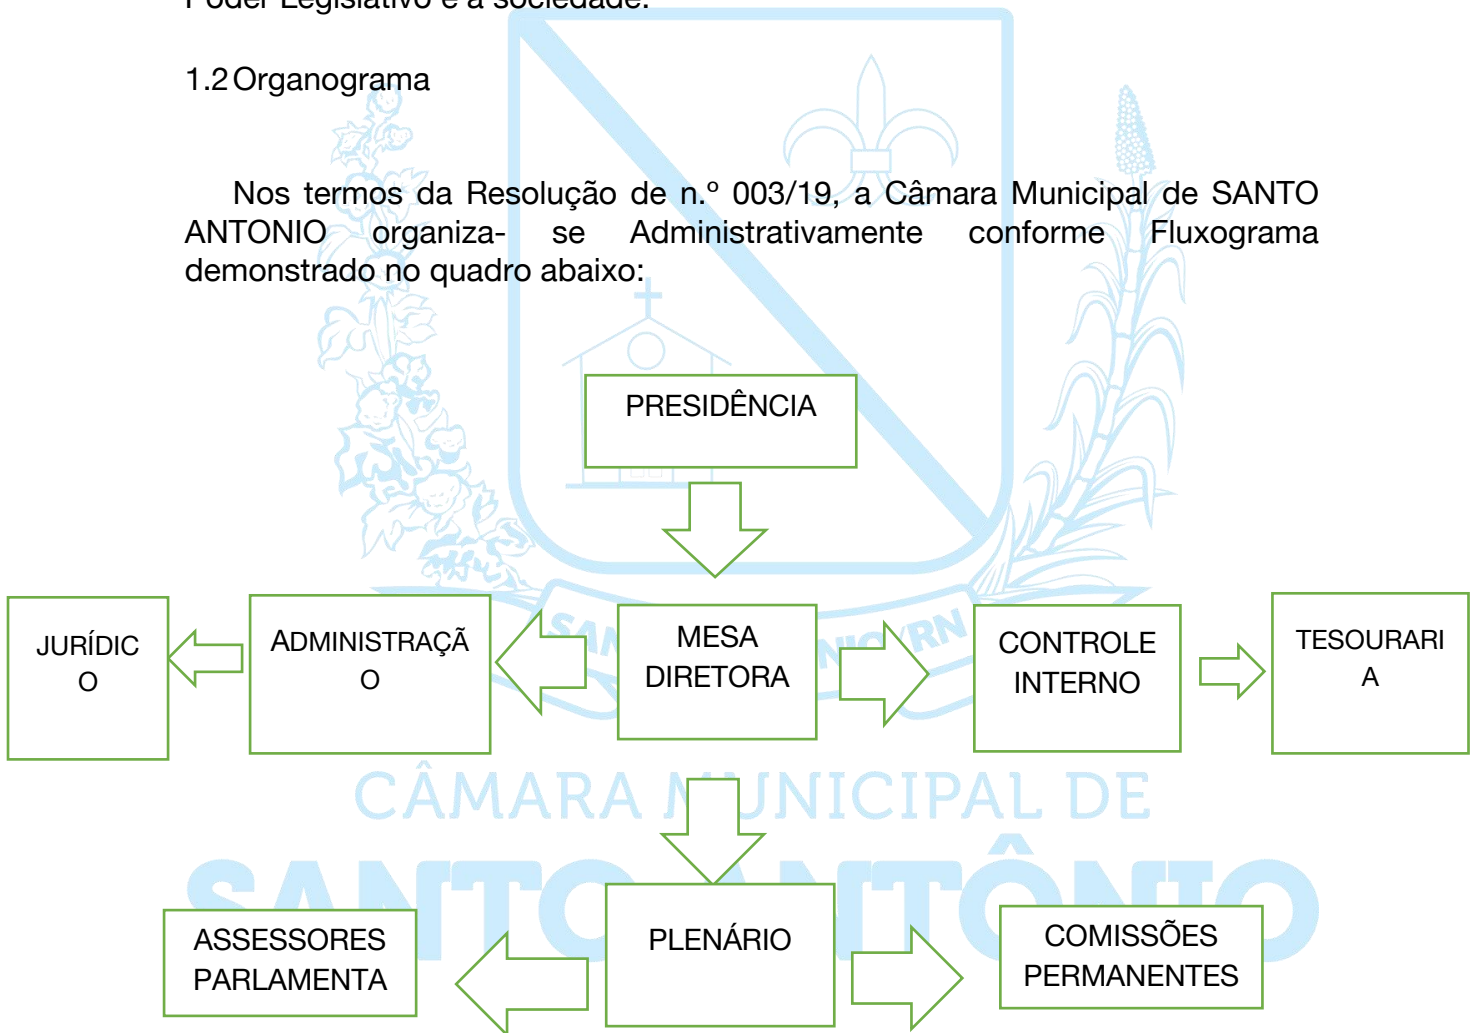 Poder Legislativo e a sociedade.
1.2 Organograma
Nos termos da Resolução de n.º 003/19, a Câmara Municipal de SANTO
ANTONIO organiza- se Administrativamente conforme Fluxograma
demonstrado no quadro abaixo:
PRESIDÊNCIA
JURÍDIC
O
ADMINISTRAÇÃ
O
MESA
DIRETORA
CONTROLE
INTERNO
TESOURARI
A
CÂMARA MUNICIPAL DE
SANTO ANTÔNIO
ASSESSORES
PARLAMENTA
PLENÁRIO
COMISSÕES
PERMANENTES